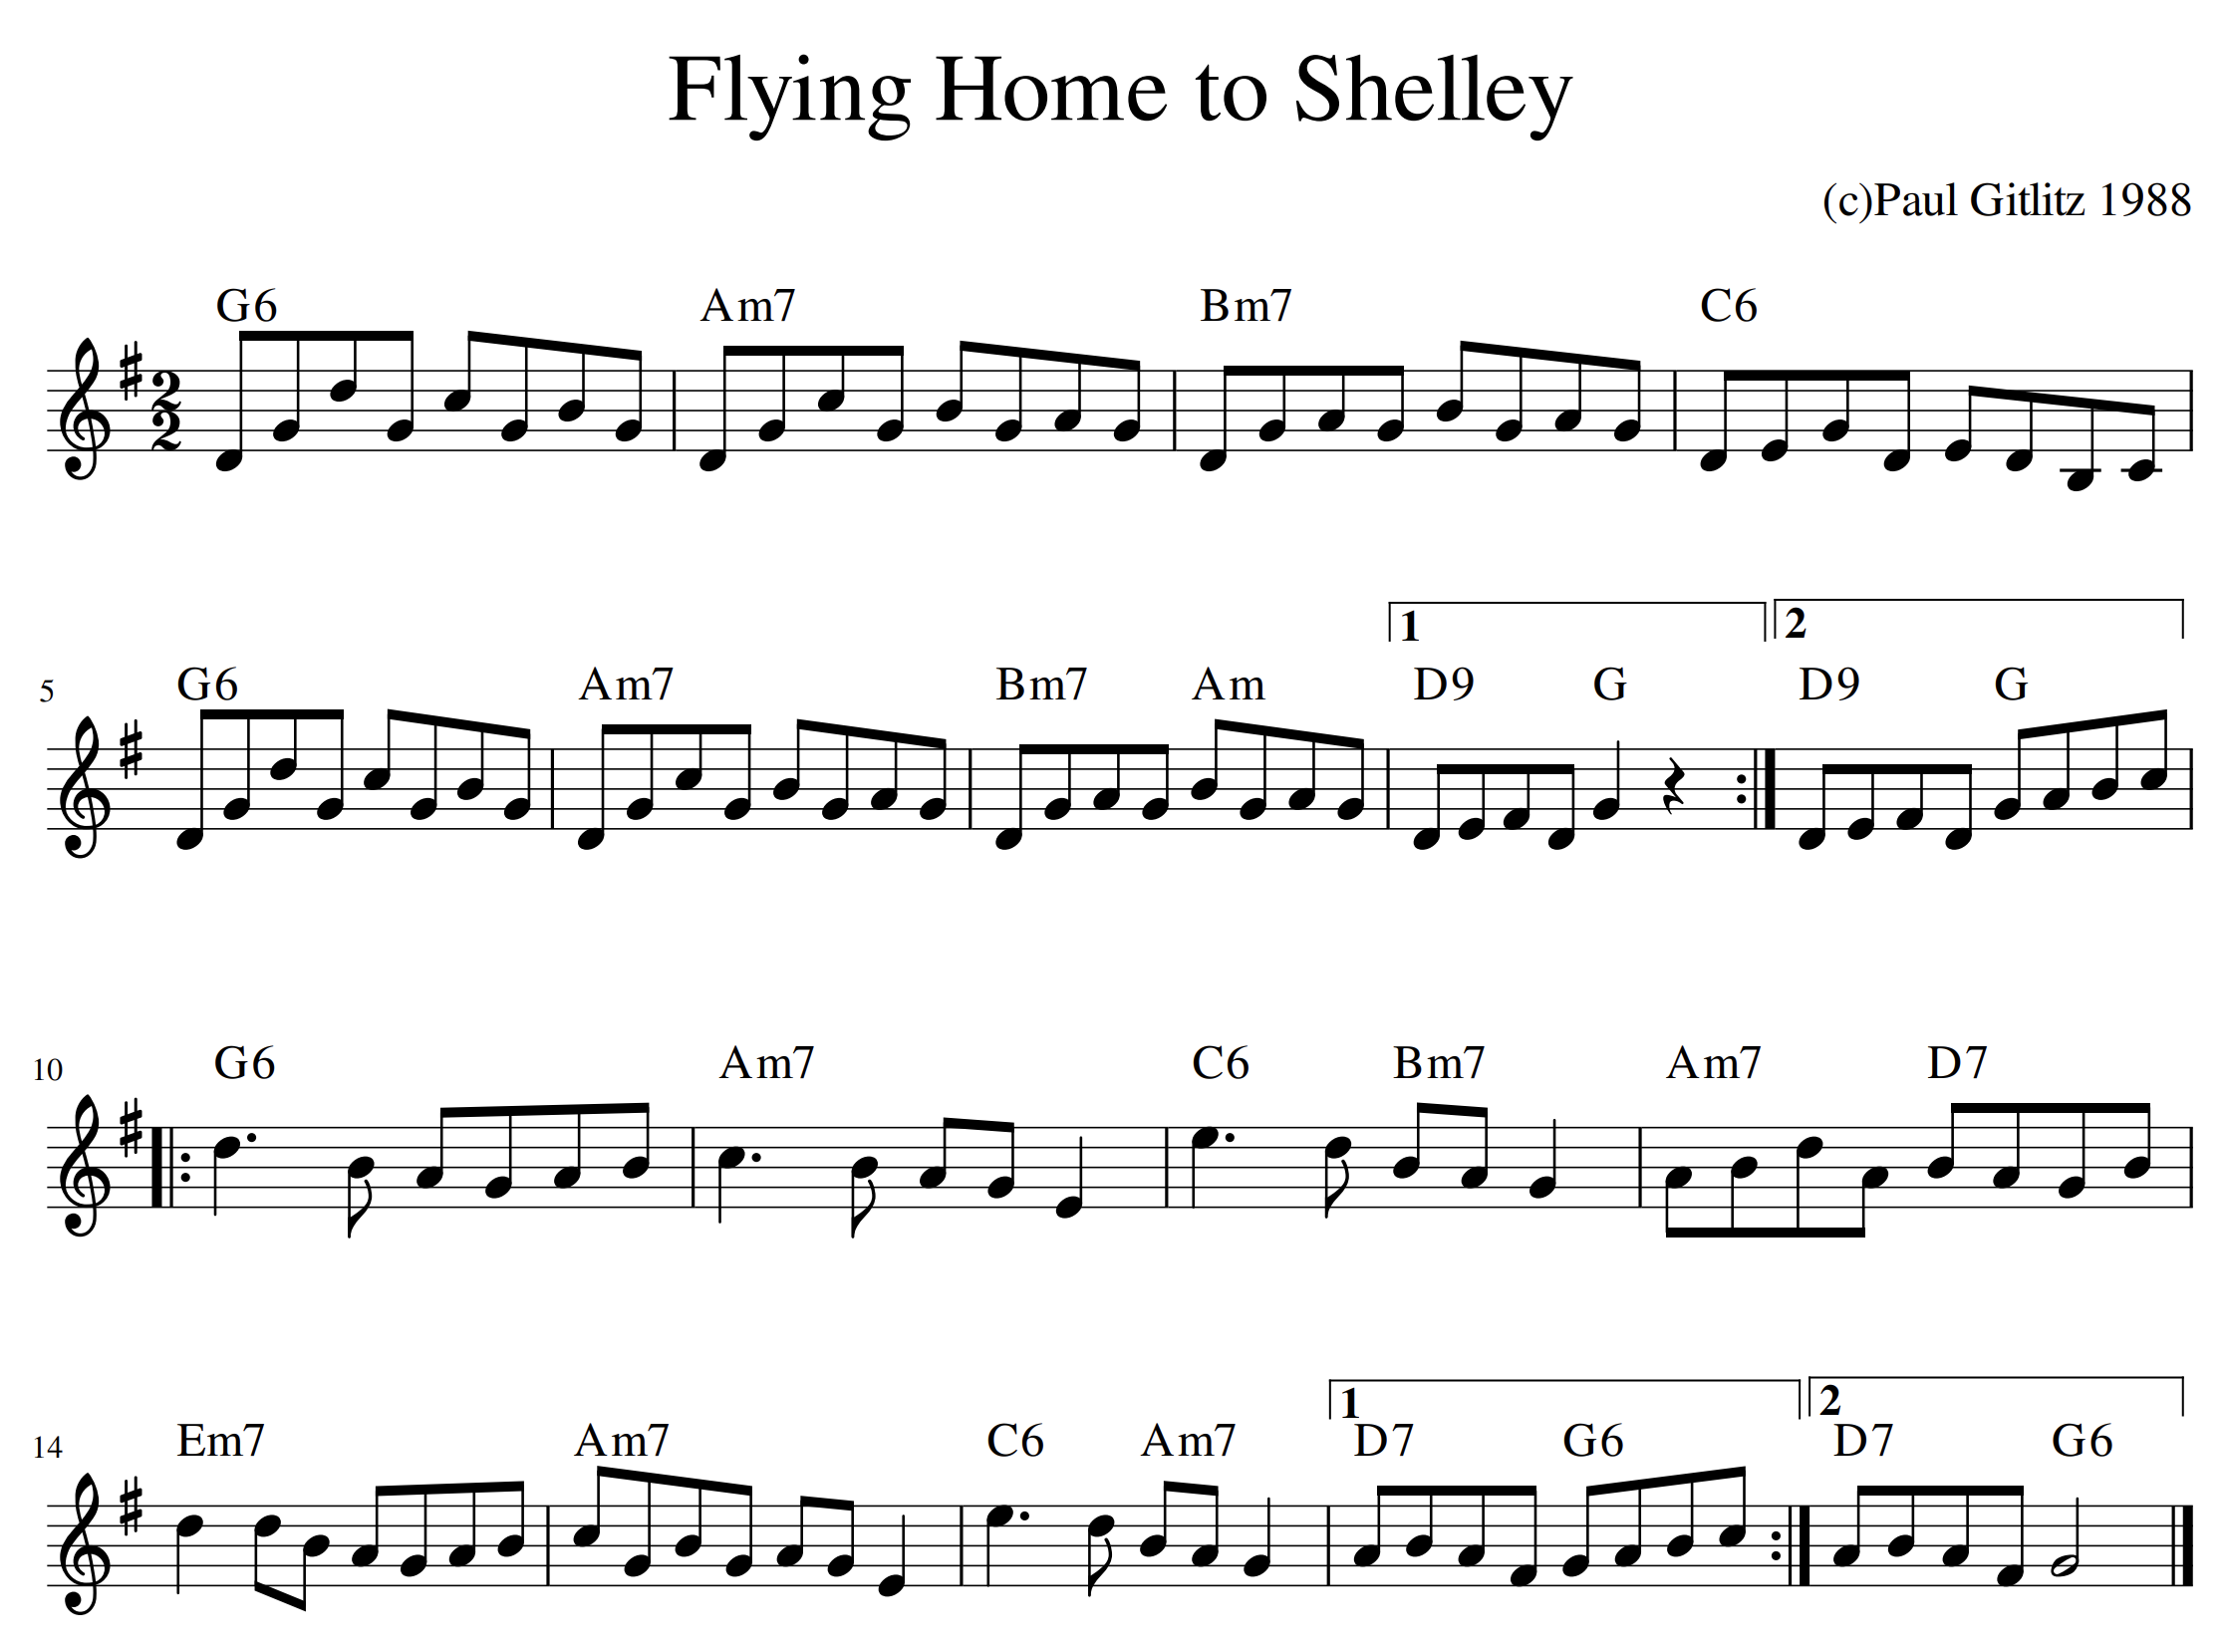 Flying Home to Shelley
(c)Paul Gitlitz 1988
G6 Am7 Bm7 C6
2
2
1 2
5 G6 Am7 Bm7 Am D9 G D9 G
10 G6 Am7 C6 Bm7 Am7 D7
1 2
14 Em7 Am7 C6 Am7 D7 G6 D7 G6